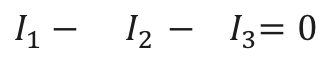 I₁ − I₂ − I₃= 0